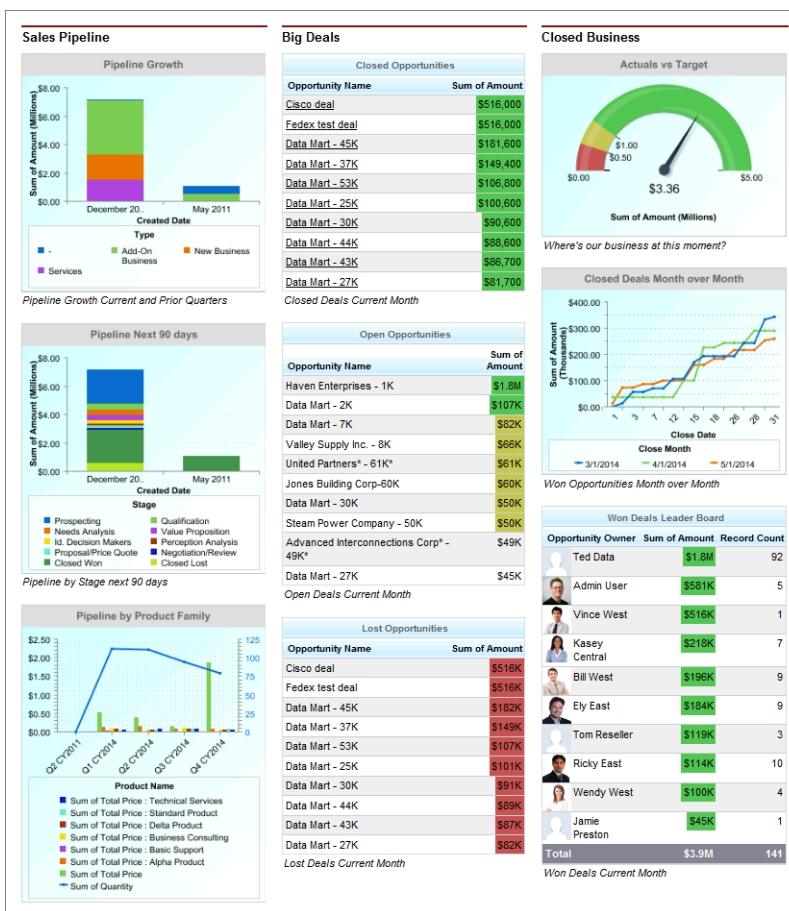 Sales Pipeline
Pipeline Growth
Sum of Amount (Millions)
$8.00
$6.00
$4.00
$2.00
$0.00
December 20..
May 2011
Created Date
Type
-
Add-On Business
New Business
Services
Pipeline Growth Current and Prior Quarters
Pipeline Next 90 days
Sum of Amount (Millions)
$8.00
$6.00
$4.00
$2.00
$0.00
December 20..
May 2011
Created Date
Stage
Prospecting
Qualification
Needs Analysis
Value Proposition
Id. Decision Makers
Perception Analysis
Proposal/Price Quote
Negotiation/Review
Closed Won
Closed Lost
Pipeline by Stage next 90 days
Pipeline by Product Family
$2.50
$2.00
$1.50
$1.00
$0.50
$0.00
125
100
75
50
25
0
Q2 CY2011
Q1 CY2014
Q2 CY2014
Q3 CY2014
Q4 CY2014
Product Name
Sum of Total Price : Technical Services
Sum of Total Price : Standard Product
Sum of Total Price : Delta Product
Sum of Total Price : Business Consulting
Sum of Total Price : Basic Support
Sum of Total Price : Alpha Product
Sum of Total Price
Sum of Quantity
Big Deals
Closed Opportunities
Opportunity Name Sum of Amount
Cisco deal $516,000
Fedex test deal $516,000
Data Mart - 45K $181,600
Data Mart - 37K $149,400
Data Mart - 53K $106,800
Data Mart - 25K $100,600
Data Mart - 30K $90,600
Data Mart - 44K $88,600
Data Mart - 43K $86,700
Data Mart - 27K $81,700
Closed Deals Current Month
Open Opportunities
Opportunity Name Sum of Amount
Haven Enterprises - 1K $1.8M
Data Mart - 2K $107K
Data Mart - 7K $82K
Valley Supply Inc. - 8K $66K
United Partners* - 61K* $61K
Jones Building Corp-60K $60K
Data Mart - 30K $50K
Steam Power Company - 50K $50K
Advanced Interconnections Corp* - $49K
49K*
Data Mart - 27K $45K
Open Deals Current Month
Lost Opportunities
Opportunity Name Sum of Amount
Cisco deal $516K
Fedex test deal $516K
Data Mart - 45K $182K
Data Mart - 37K $149K
Data Mart - 53K $107K
Data Mart - 25K $101K
Data Mart - 30K $91K
Data Mart - 44K $89K
Data Mart - 43K $87K
Data Mart - 27K $82K
Lost Deals Current Month
Closed Business
Actuals vs Target
$1.00
$0.50
$0.00
$5.00
$3.36
Sum of Amount (Millions)
Where's our business at this moment?
Closed Deals Month over Month
Sum of Amount (Thousands)
$400.00
$300.00
$200.00
$100.00
$0.00
1 3 7 12 15 18 26 28 31
Close Date
Close Month
3/1/2014 4/1/2014 5/1/2014
Won Opportunities Month over Month
Won Deals Leader Board
Opportunity Owner Sum of Amount Record Count
Ted Data $1.8M 92
Admin User $581K 5
Vince West $516K 1
Kasey Central $218K 7
Bill West $196K 9
Ely East $184K 9
Tom Reseller $119K 3
Ricky East $114K 10
Wendy West $100K 4
Jamie Preston $45K 1
Total $3.9M 141
Won Deals Current Month